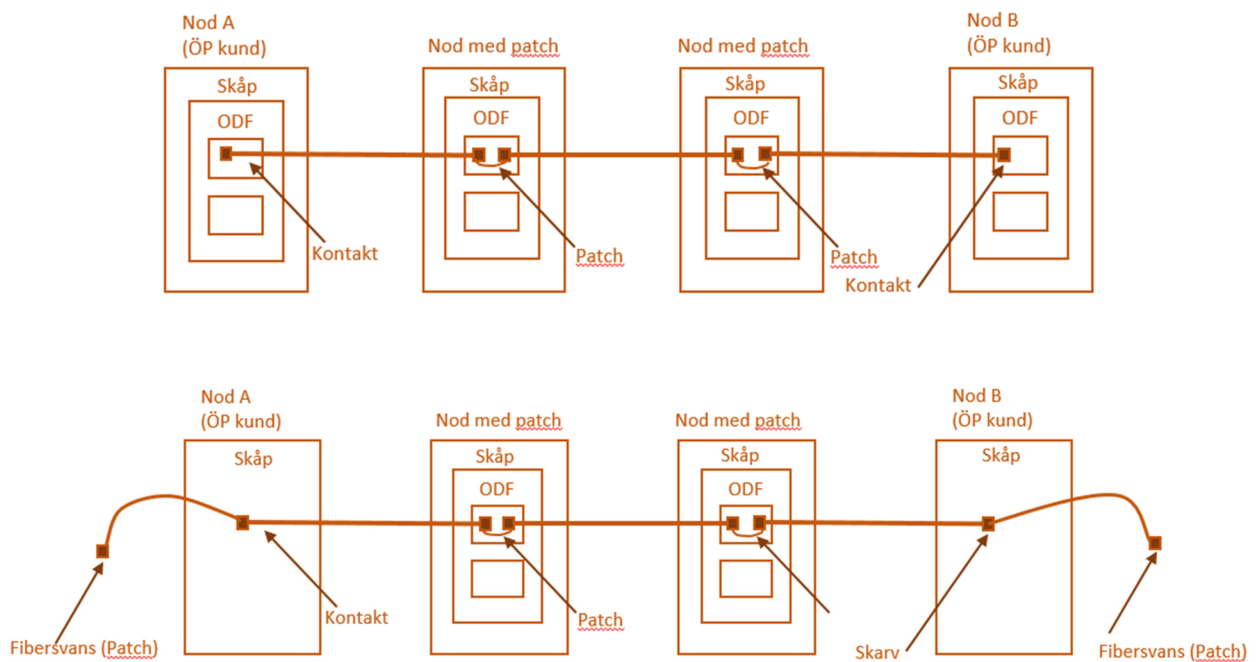 Nod A
(ÖP kund)
Nod med patch
Nod med patch
Nod B
(ÖP kund)
Skåp
Skåp
Skåp
Skåp
ODF
ODF
ODF
ODF
Kontakt
Patch
Patch
Kontakt
Nod A
(ÖP kund)
Nod med patch
Nod med patch
Nod B
(ÖP kund)
Skåp
Skåp
Skåp
Skåp
ODF
ODF
Kontakt
Patch
Fibersvans (Patch)
Skarv
Fibersvans (Patch)